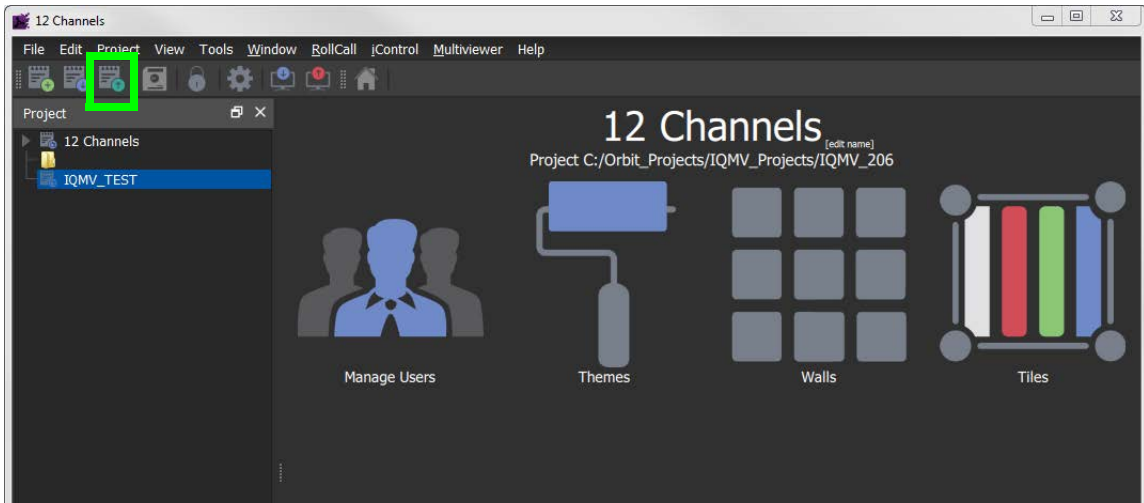 12 Channels
File Edit Project View Tools Window RollCall iControl Multiviewer Help
Project
12 Channels
IQMV_TEST
12 Channels [edit name]
Project C:/Orbit_Projects/IQMV_Projects/IQMV_206
Manage Users Themes Walls Tiles